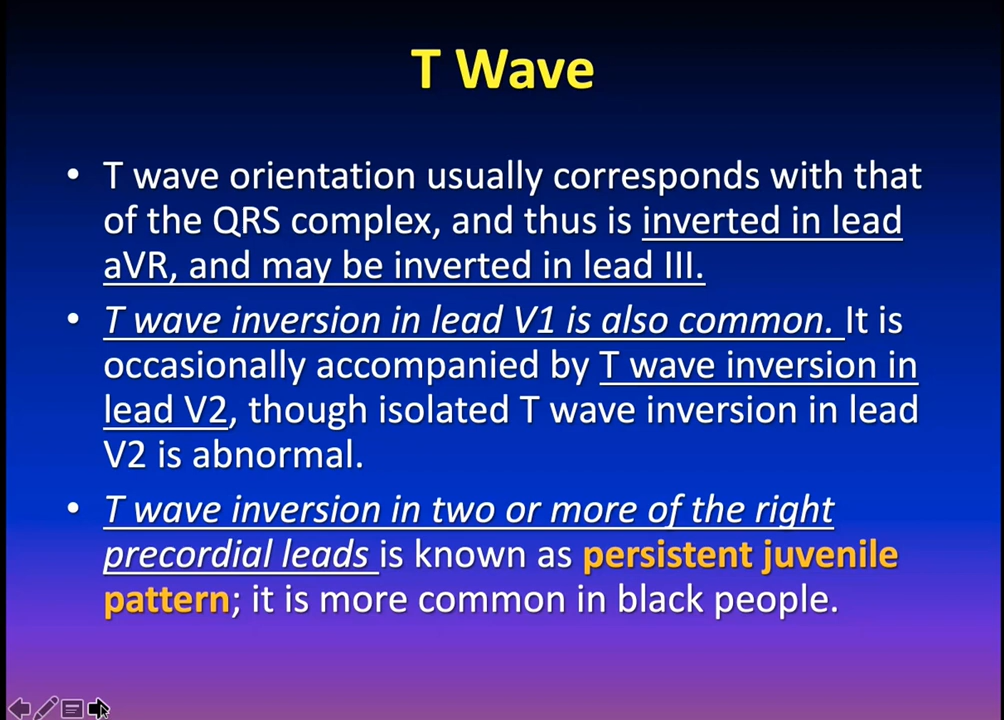 T Wave
• T wave orientation usually corresponds with that
of the QRS complex, and thus is inverted in lead
aVR, and may be inverted in lead III.
• T wave inversion in lead V1 is also common. It is
occasionally accompanied by T wave inversion in
lead V2, though isolated T wave inversion in lead
V2 is abnormal.
• T wave inversion in two or more of the right
precordial leads is known as persistent juvenile
pattern; it is more common in black people.